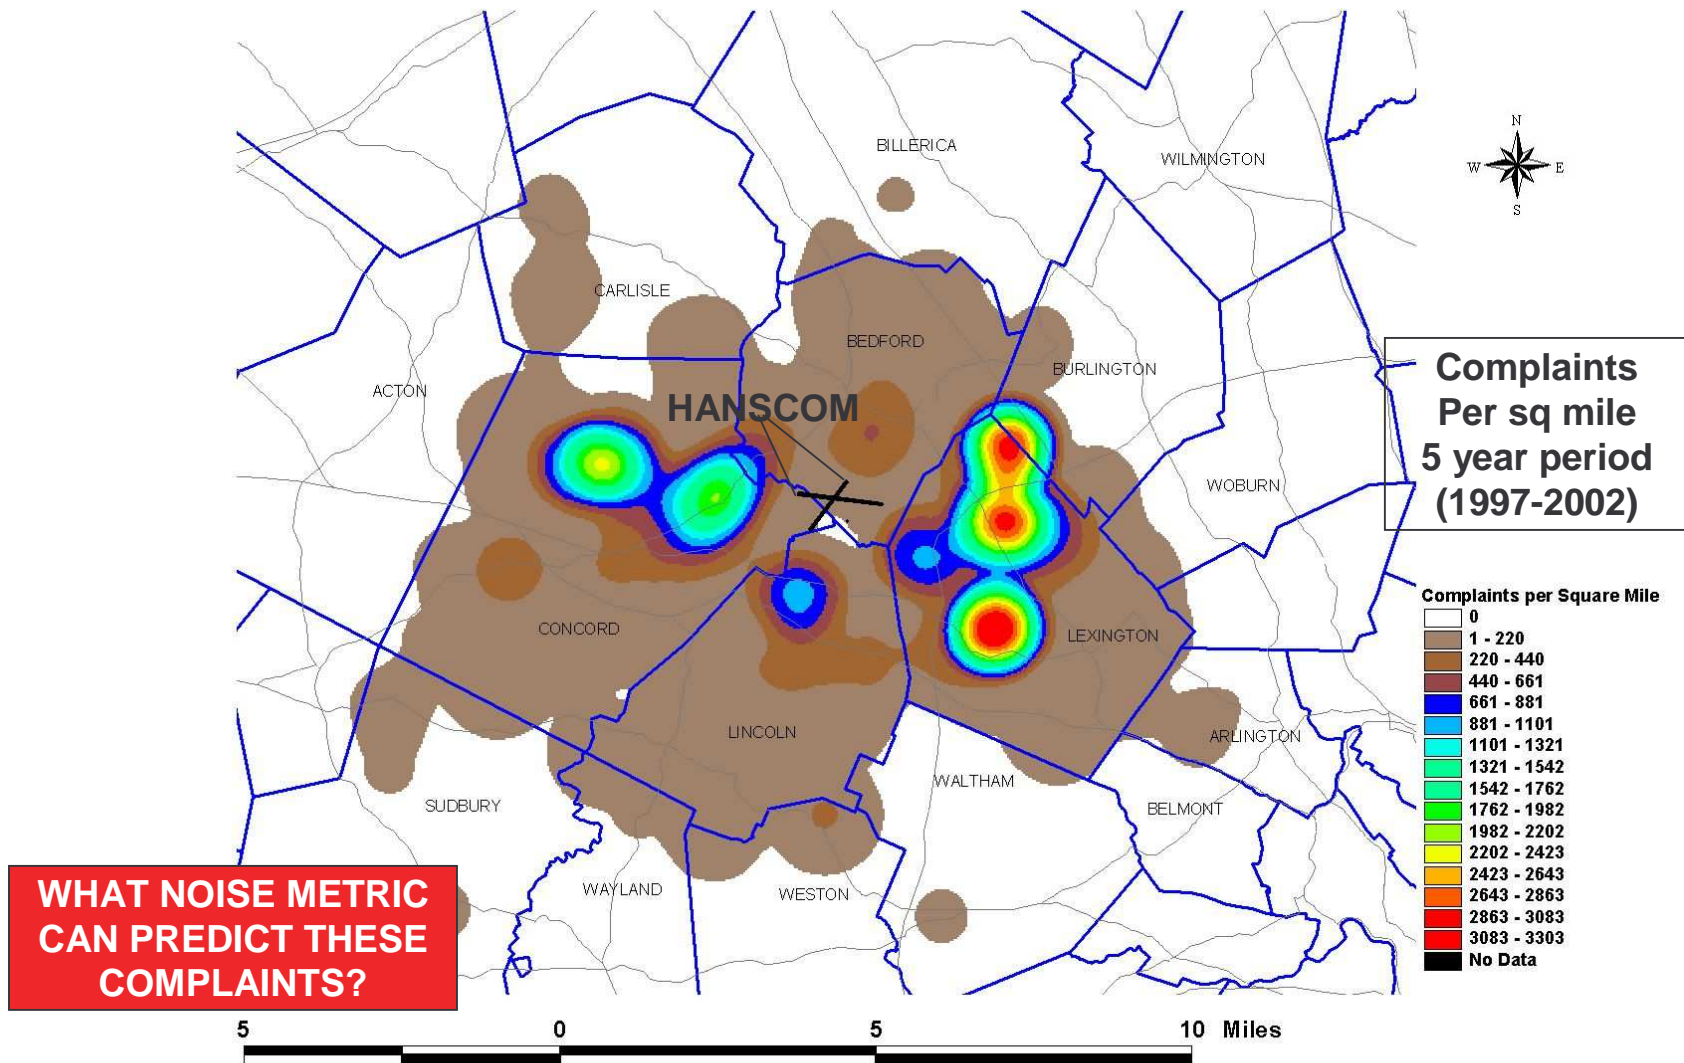 BILLERICA
WILMINGTON
N
W
E
S
CARLISLE
BEDFORD
BURLINGTON
ACTON
HANSCOM
Complaints
Per sq mile
5 year period
(1997-2002)
WOBURN
CONCORD
LEXINGTON
LINCOLN
ARLINGTON
WALTHAM
SUDBURY
BELMONT
WAYLAND
WESTON
Complaints per Square Mile
0
1 - 220
220 - 440
440 - 661
661 - 881
881 - 1101
1101 - 1321
1321 - 1542
1542 - 1762
1762 - 1982
1982 - 2202
2202 - 2423
2423 - 2643
2643 - 2863
2863 - 3083
3083 - 3303
No Data
WHAT NOISE METRIC
CAN PREDICT THESE
COMPLAINTS?
5 0 5 10 Miles